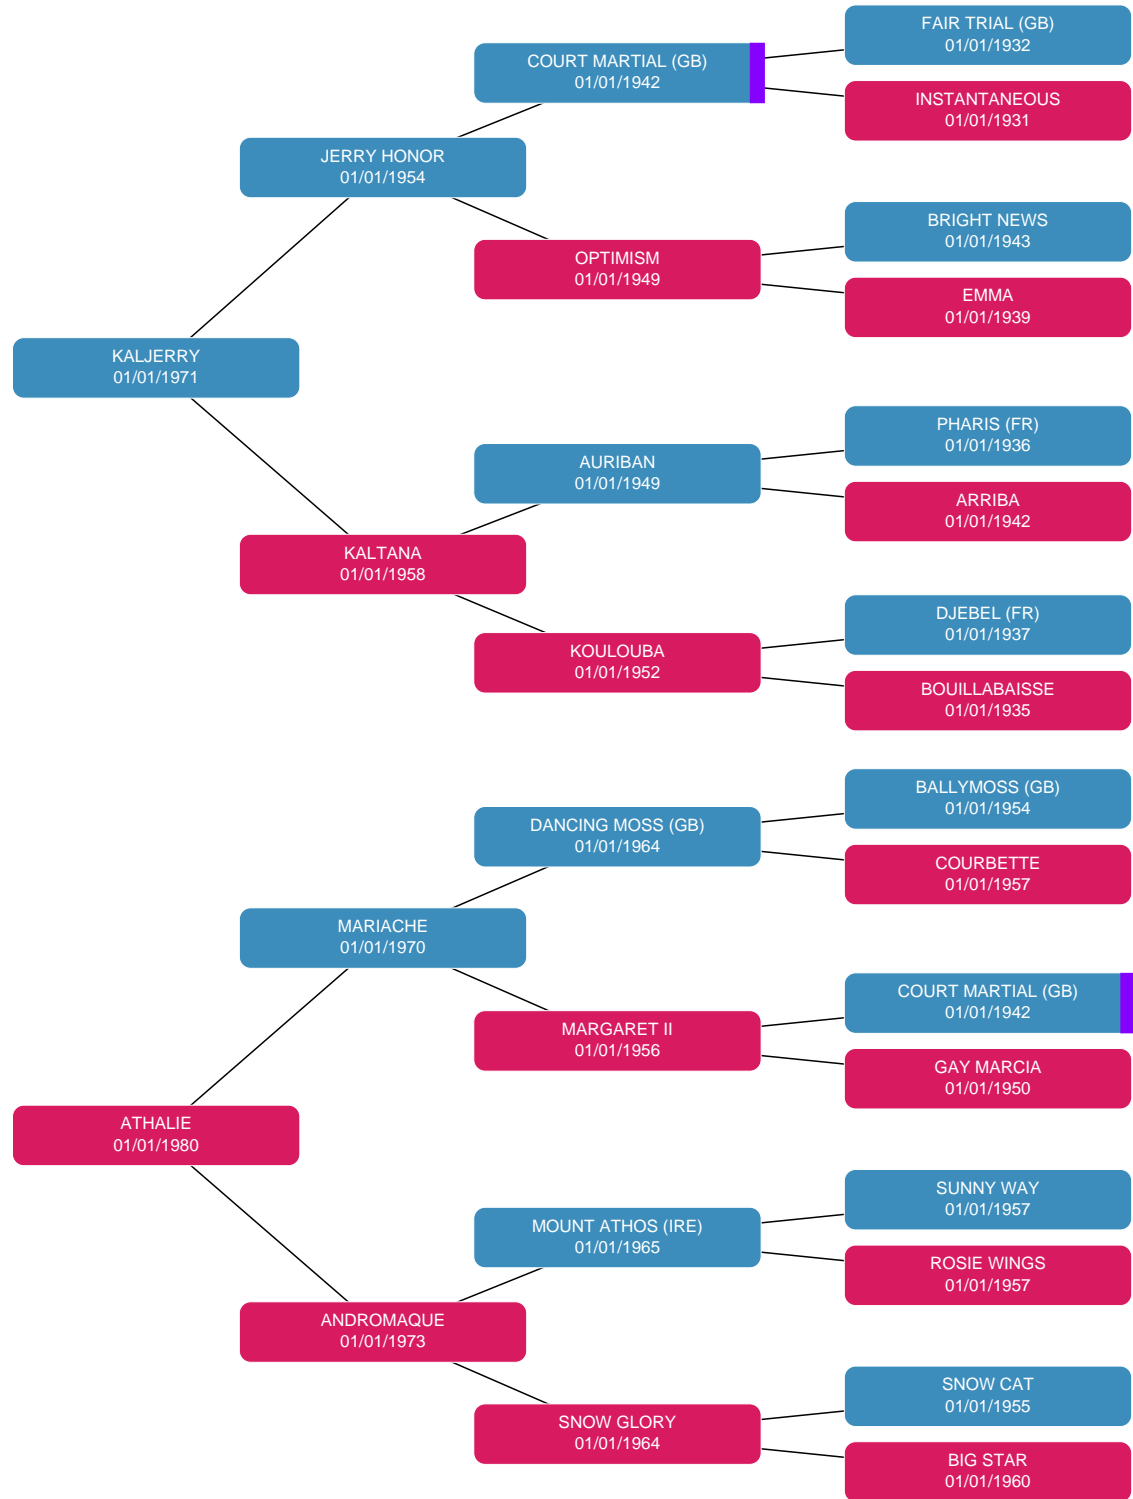 FAIR TRIAL (GB)
01/01/1932
COURT MARTIAL (GB)
01/01/1942
INSTANTANEOUS
01/01/1931
JERRY HONOR
01/01/1954
BRIGHT NEWS
01/01/1943
OPTIMISM
01/01/1949
EMMA
01/01/1939
KALJERRY
01/01/1971
PHARIS (FR)
01/01/1936
AURIBAN
01/01/1949
ARRIBA
01/01/1942
KALTANA
01/01/1958
DJEBEL (FR)
01/01/1937
KOULOUBA
01/01/1952
BOUILLABAISSE
01/01/1935
BALLYMOSS (GB)
01/01/1954
DANCING MOSS (GB)
01/01/1964
COURBETTE
01/01/1957
MARIACHE
01/01/1970
COURT MARTIAL (GB)
01/01/1942
MARGARET II
01/01/1956
GAY MARCIA
01/01/1950
ATHALIE
01/01/1980
SUNNY WAY
01/01/1957
MOUNT ATHOS (IRE)
01/01/1965
ROSIE WINGS
01/01/1957
ANDROMAQUE
01/01/1973
SNOW CAT
01/01/1955
SNOW GLORY
01/01/1964
BIG STAR
01/01/1960